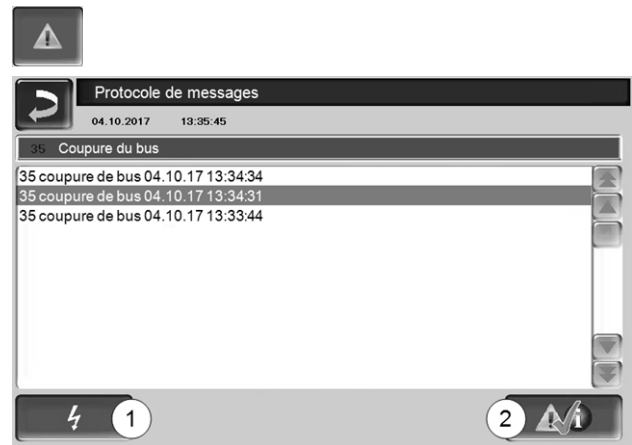 Protocole de messages
04.10.2017 13:35:45
35 Coupure du bus
35 coupure de bus 04.10.17 13:34:34
35 coupure de bus 04.10.17 13:34:31
35 coupure de bus 04.10.17 13:33:44
1 2